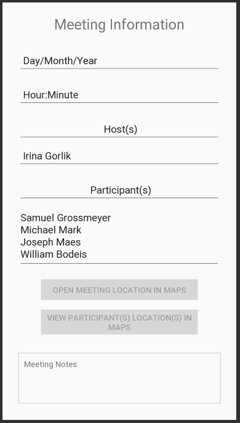 Meeting Information
Day/Month/Year
Hour:Minute
Host(s)
Irina Gorlik
Participant(s)
Samuel Grossmeyer
Michael Mark
Joseph Maes
William Bodeis
OPEN MEETING LOCATION IN MAPS
VIEW PARTICIPANT(S) LOCATION(S) IN
MAPS
Meeting Notes